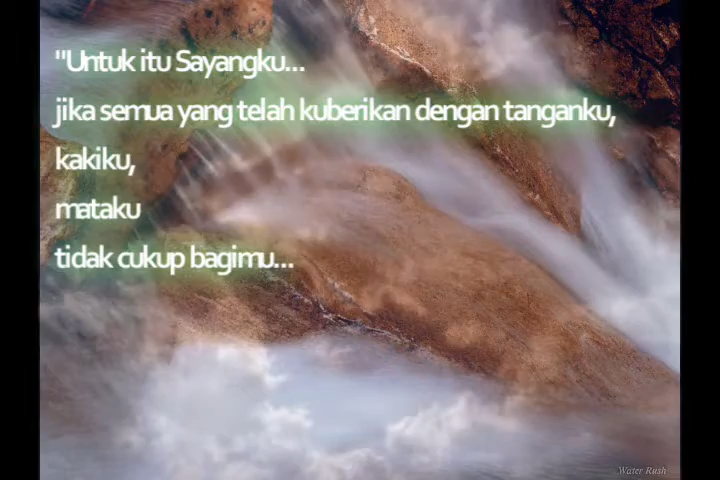 "Untuk itu Sayangku...
jika semua yang telah kuberikan dengan tanganku,
kakiku,
mataku
tidak cukup bagimu...
Water Rush